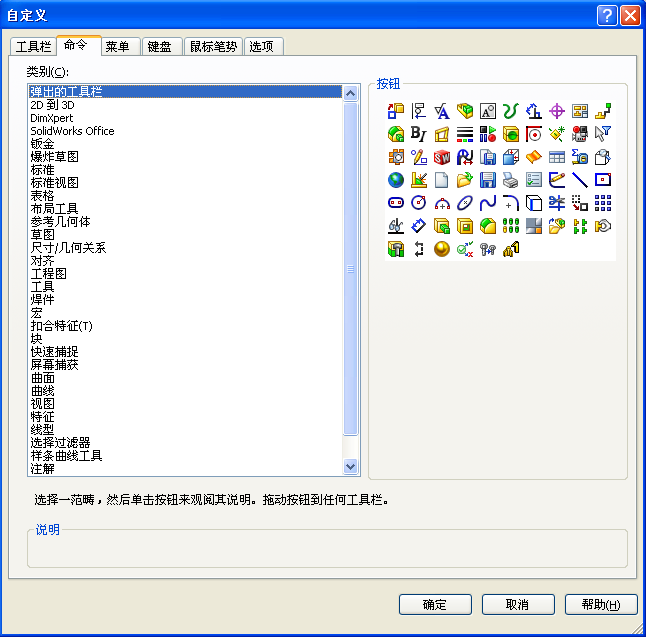 自定义
工具栏 命令 菜单 键盘 鼠标笔势 选项
类别(C):
按钮
弹出的工具栏
2D 到 3D
DimXpert
SolidWorks Office
钣金
爆炸草图
标准
标准视图
表格
布局工具
参考几何体
草图
尺寸/几何关系
对齐
工程图
工具
焊件
宏
扣合特征(T)
块
快速捕捉
屏幕捕获
曲面
曲线
视图
特征
线型
选择过滤器
样条曲线工具
注解
选择一范畴，然后单击按钮来观阅其说明。拖动按钮到任何工具栏。
说明
确定 取消 帮助(H)